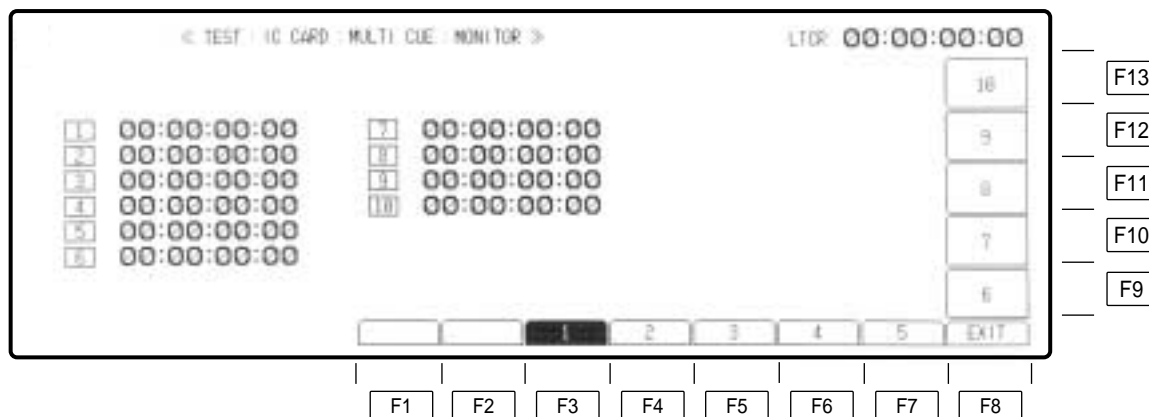 < TEST : IC CARD : MULTI CUE : MONITOR > LTCR 00:00:00:00
10 F13
1 00:00:00:00 7 00:00:00:00 9 F12
2 00:00:00:00 8 00:00:00:00
3 00:00:00:00 9 00:00:00:00 8 F11
4 00:00:00:00 10 00:00:00:00
5 00:00:00:00 7 F10
6 00:00:00:00
6 F9
1 2 3 4 5 EXIT
F1 F2 F3 F4 F5 F6 F7 F8